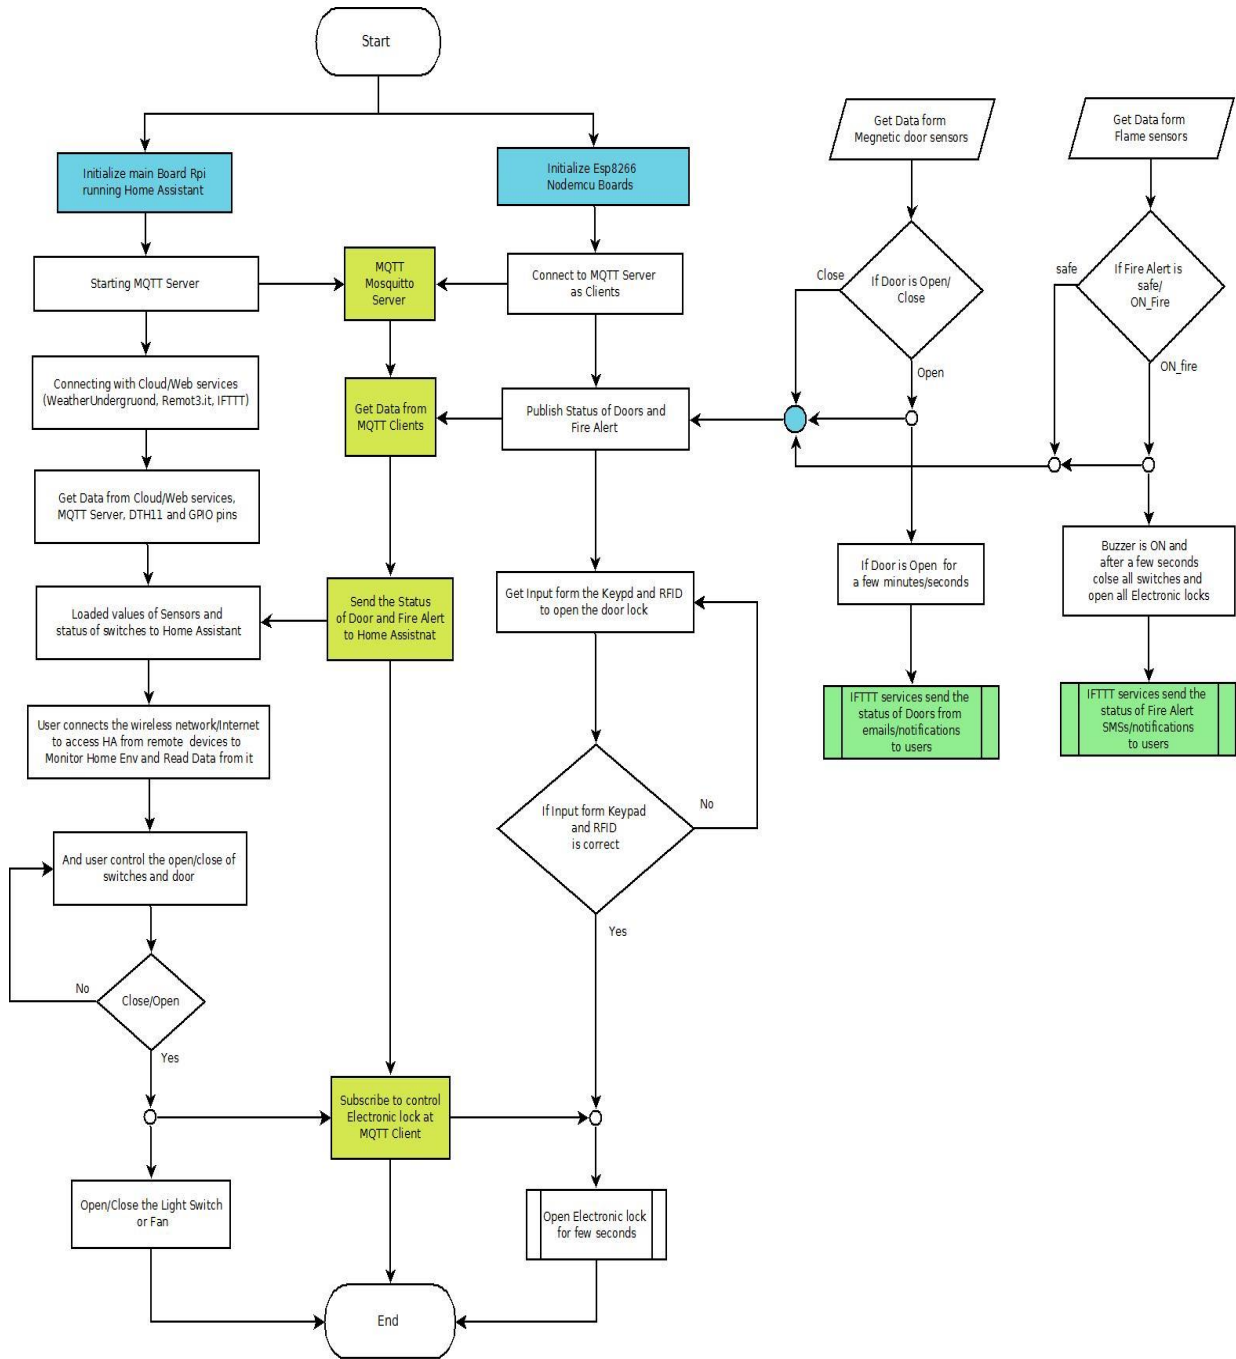 Start
Initialize main Board Rpi
running Home Assistant
Initialize Esp8266
Nodemcu Boards
Get Data form
Megnetic door sensors
Get Data form
Flame sensors
Starting MQTT Server
MQTT
Mosquitto
Server
Connect to MQTT Server
as Clients
Close
If Door is Open/
Close
Open
safe
If Fire Alert is
safe/
ON_Fire
ON_fire
Connecting with Cloud/Web services
(WeatherUndergruond, Remot3.it, IFTTT)
Get Data from
MQTT Clients
Publish Status of Doors and
Fire Alert
Get Data from Cloud/Web services,
MQTT Server, DTH11 and GPIO pins
If Door is Open for
a few minutes/seconds
Buzzer is ON and
after a few seconds
colse all switches and
open all Electronic locks
Loaded values of Sensors and
status of switches to Home Assistant
Send the Status
of Door and Fire Alert
to Home Assistnat
Get Input form the Keypd and RFID
to open the door lock
User connects the wireless network/Internet
to access HA from remote devices to
Monitor Home Env and Read Data from it
IFTTT services send the
status of Doors from
emails/notifications
to users
IFTTT services send the
status of Fire Alert
SMSs/notifications
to users
And user control the open/close of
switches and door
If Input form Keypad
and RFID
is correct
No
Yes
Close/Open
No
Yes
Subscribe to control
Electronic lock at
MQTT Client
Open/Close the Light Switch
or Fan
Open Electronic lock
for few seconds
End